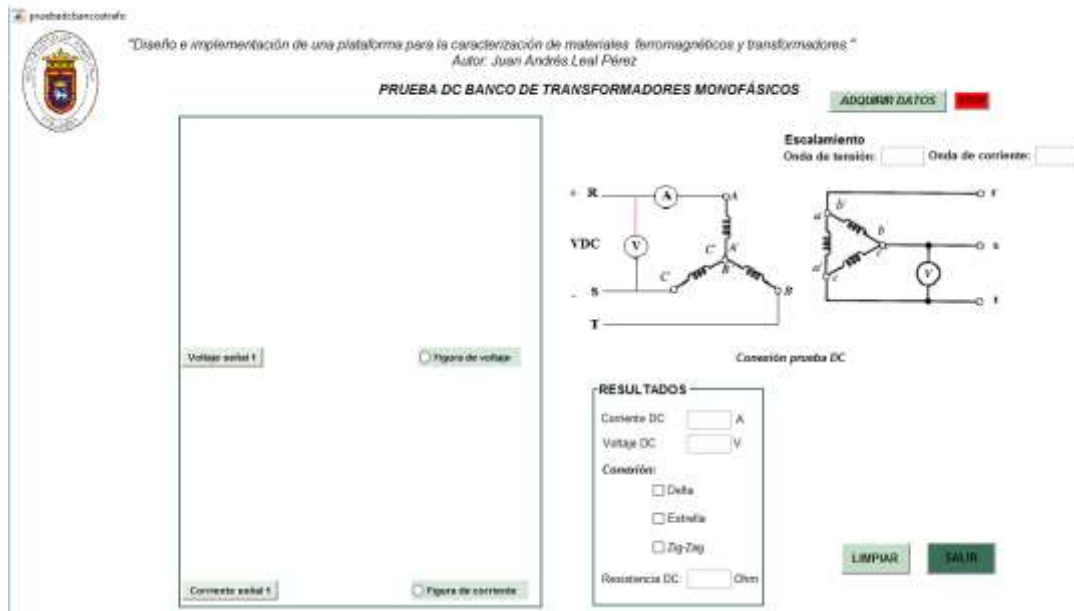 pruebadcbancotrafo
"Diseño e implementación de una plataforma para la caracterización de materiales ferromagnéticos y transformadores "
Autor: Juan Andrés Leal Pérez
PRUEBA DC BANCO DE TRANSFORMADORES MONOFÁSICOS
ADQUIRIR DATOS
STOP
Escalamiento
Onda de tensión:
Onda de corriente:
+ R
A
A
VDC
V
C' A'
B'
C
B
- S
T
r
a b'
b
c'
s
V
a'
c
t
Voltaje señal 1
Figura de voltaje
Conexión prueba DC
RESULTADOS
Corriente DC
A
Voltaje DC
V
Conexión:
Delta
Estrella
Zig-Zag
Resistencia DC:
Ohm
LIMPIAR
SALIR
Corriente señal 1
Figura de corriente